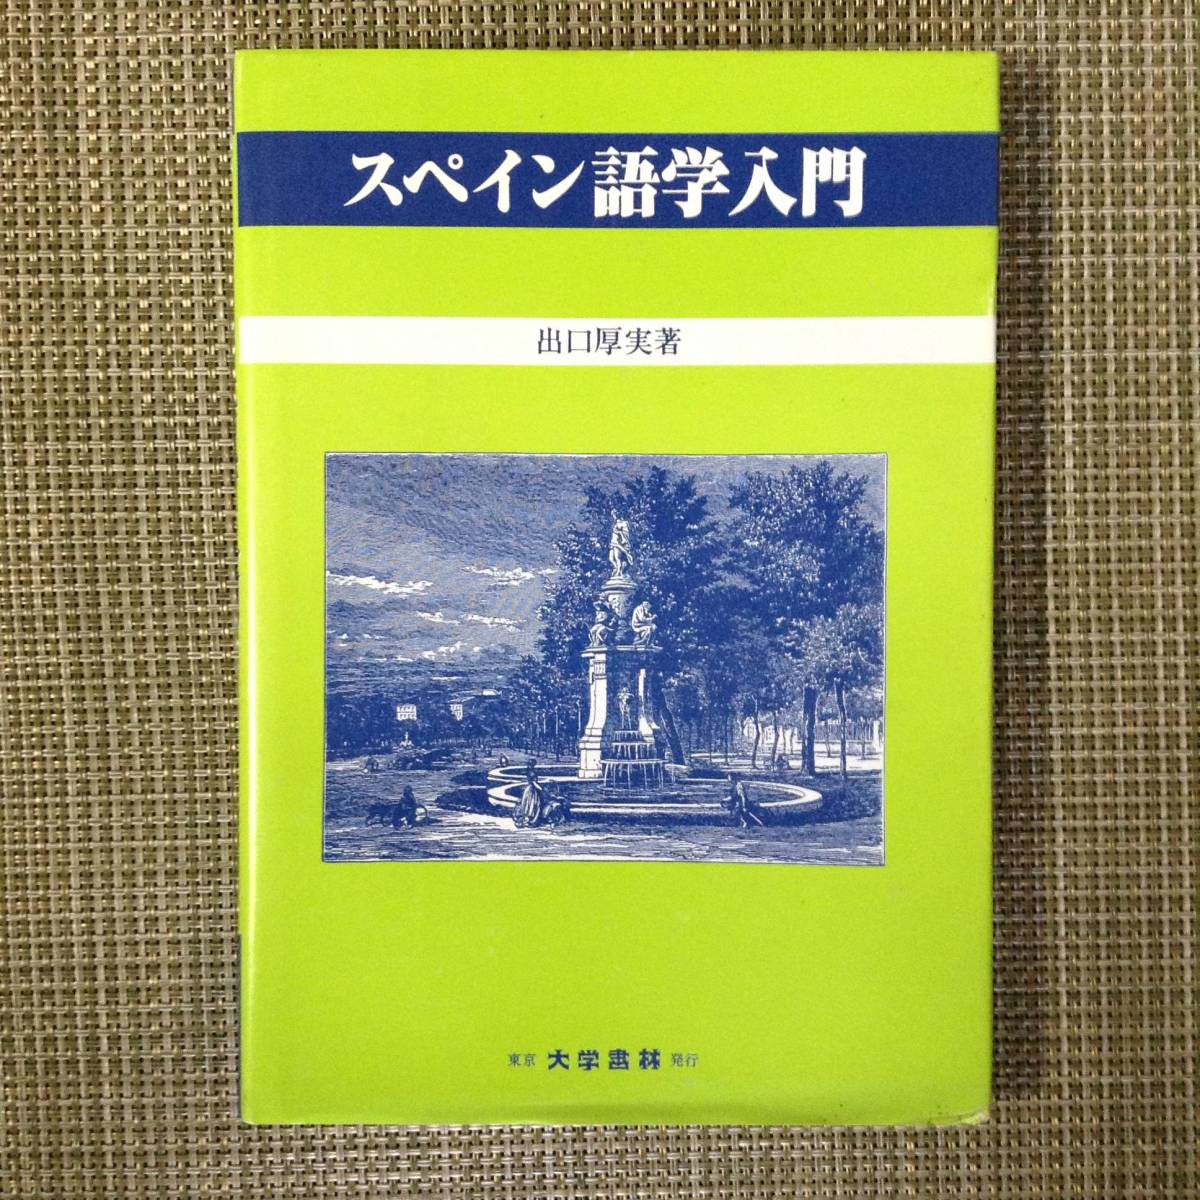 スペイン語学入門
出口厚実著
東京 大学書林 発行